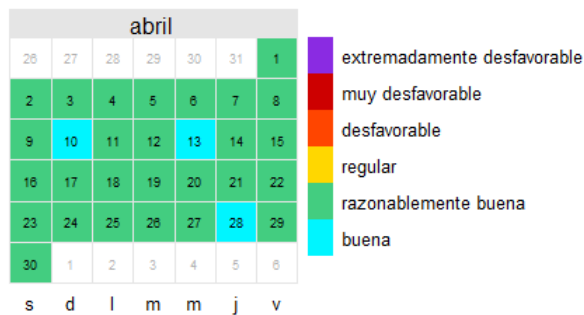 abril
26 27 28 29 30 31 1
2 3 4 5 6 7 8
9 10 11 12 13 14 15
16 17 18 19 20 21 22
23 24 25 26 27 28 29
30 1 2 3 4 5 6
s d l m m j v
extremadamente desfavorable
muy desfavorable
desfavorable
regular
razonablemente buena
buena